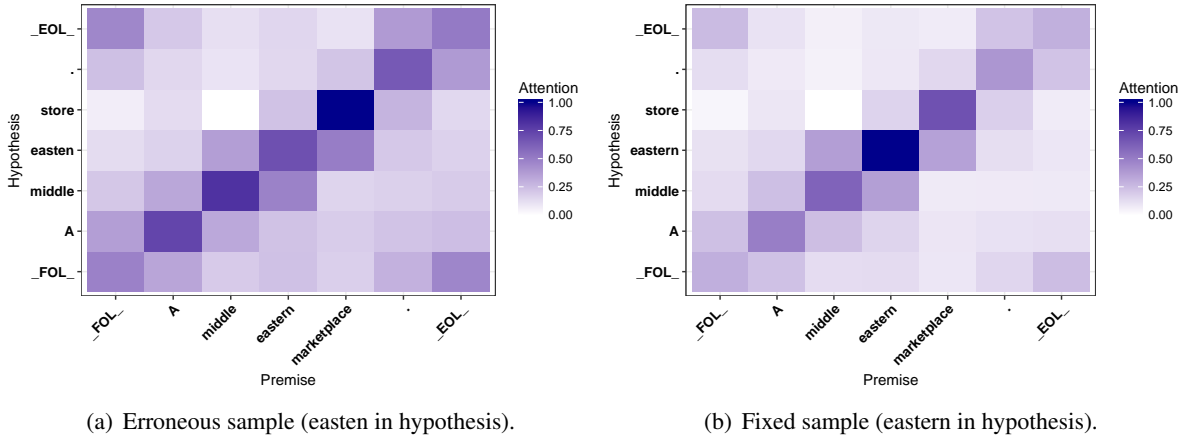 _EOL_
.
store
easten
middle
A
_FOL_
Hypothesis
_FOL_
A
middle
eastern
marketplace
.
_EOL_
Premise
Attention
1.00
0.75
0.50
0.25
0.00
(a) Erroneous sample (easten in hypothesis).
_EOL_
.
store
eastern
middle
A
_FOL_
Hypothesis
_FOL_
A
middle
eastern
marketplace
.
_EOL_
Premise
Attention
1.00
0.75
0.50
0.25
0.00
(b) Fixed sample (eastern in hypothesis).